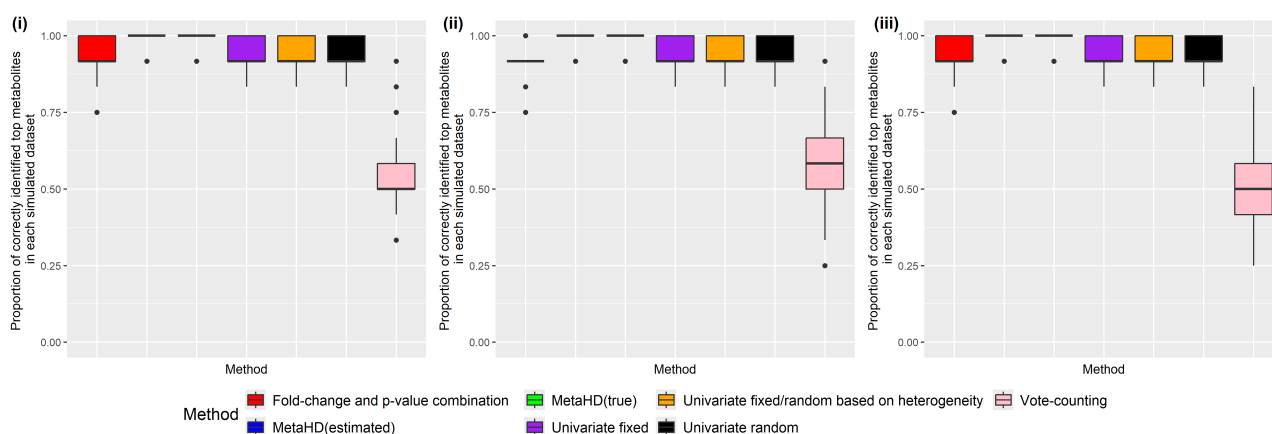 (i)
Proportion of correctly identified top metabolites
in each simulated dataset
1.00
0.75
0.50
0.25
0.00
Method
(ii)
Proportion of correctly identified top metabolites
in each simulated dataset
1.00
0.75
0.50
0.25
0.00
Method
(iii)
Proportion of correctly identified top metabolites
in each simulated dataset
1.00
0.75
0.50
0.25
0.00
Method
Method
Fold-change and p-value combination
MetaHD(true)
Univariate fixed/random based on heterogeneity
Vote-counting
MetaHD(estimated)
Univariate fixed
Univariate random